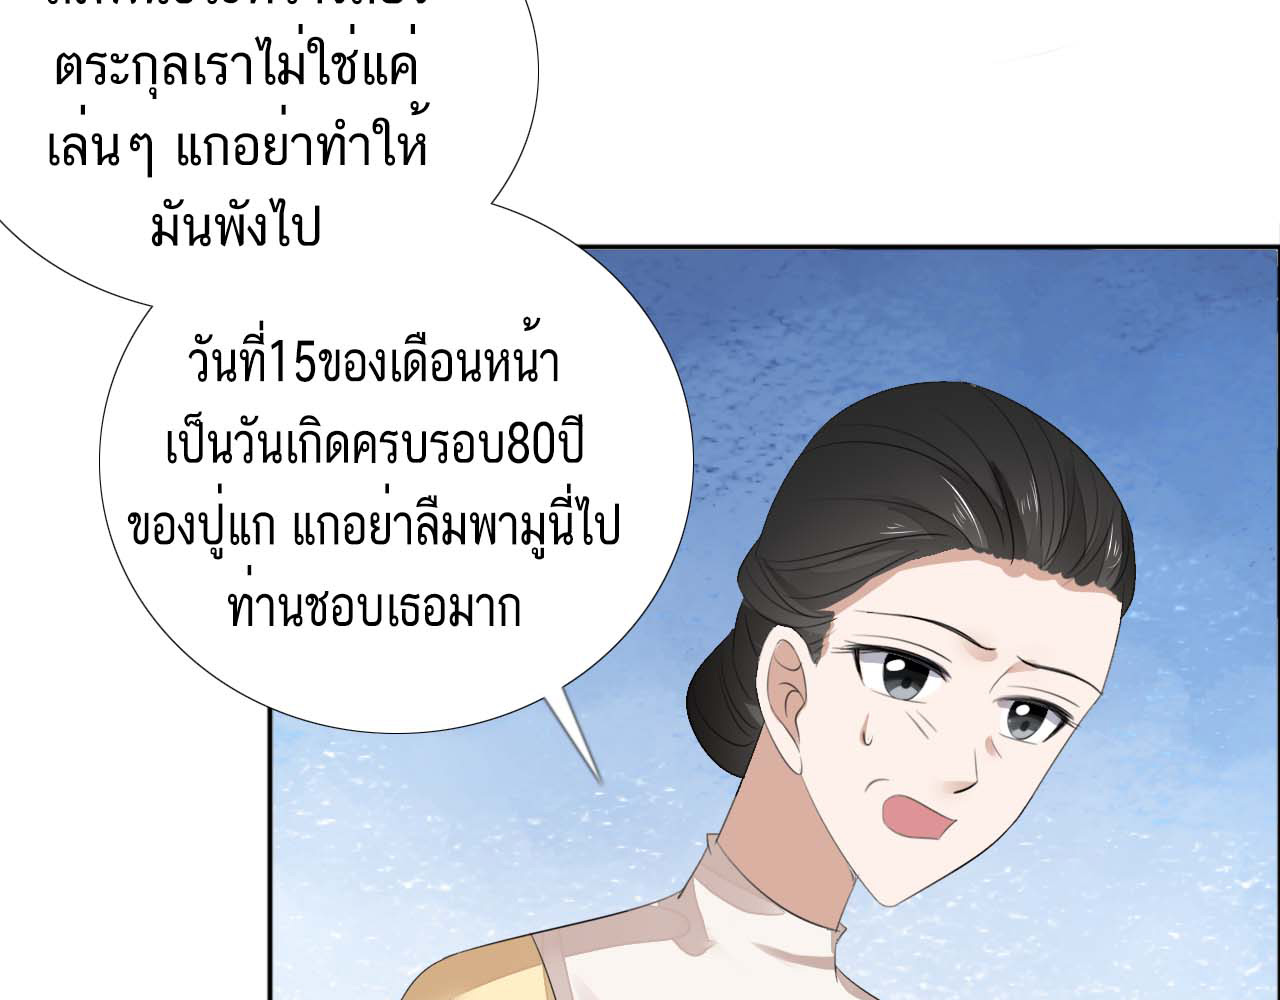 ตระกูลเราไม่ใช่แค่
เล่นๆ แกอย่าทำให้
มันพังไป
วันที่15ของเดือนหน้า
เป็นวันเกิดครบรอบ80ปี
ของปู่แก แกอย่าลืมพามูนี่ไป
ท่านชอบเธอมาก